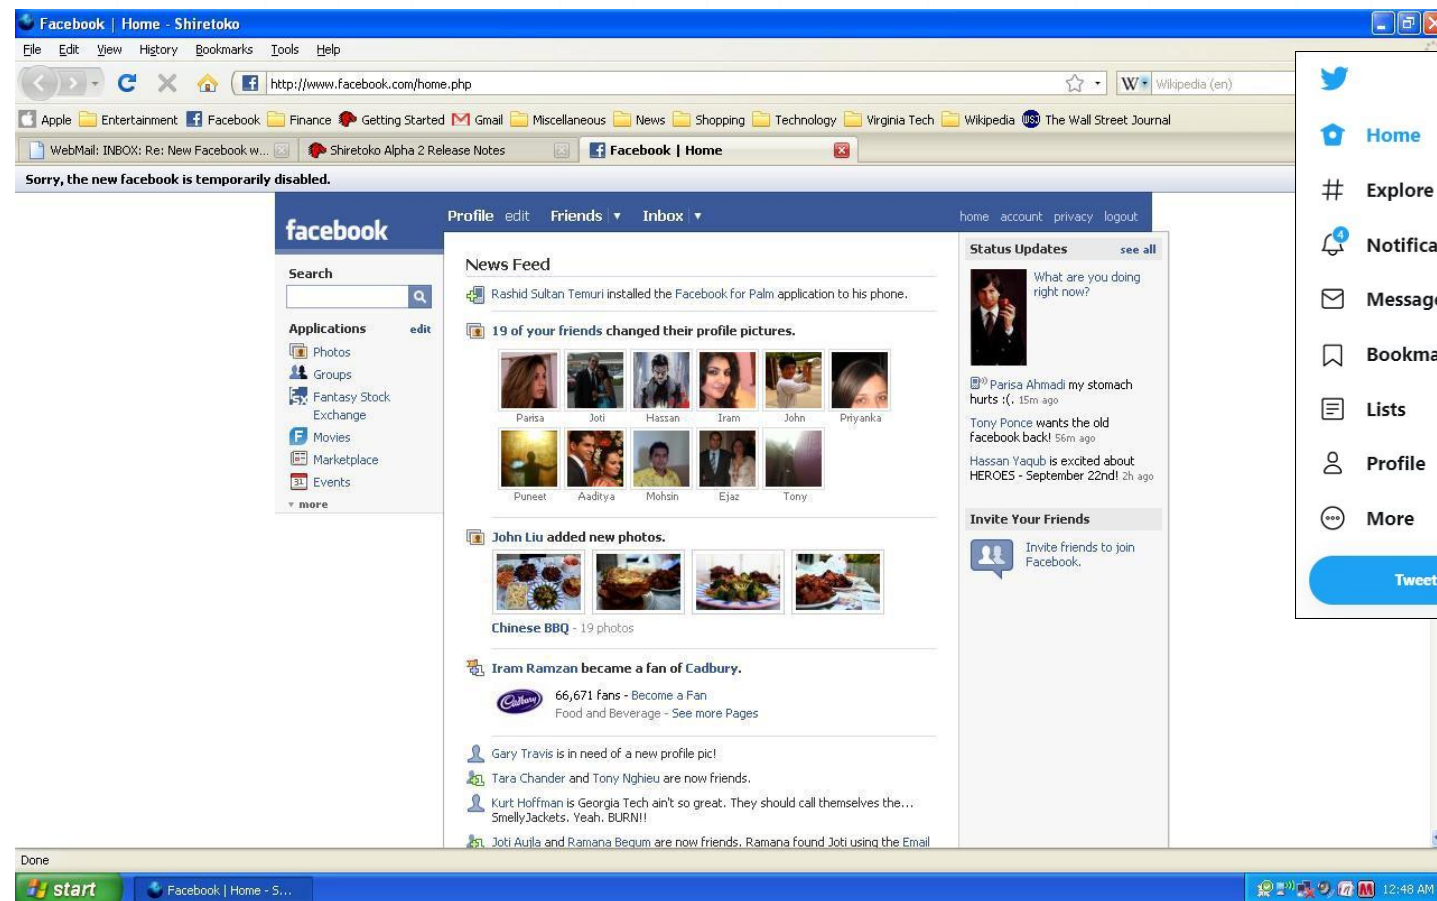 Facebook | Home - Shiretoko
File Edit View History Bookmarks Tools Help
http://www.facebook.com/home.php
W Wikipedia (en)
Apple Entertainment Facebook Finance Getting Started Gmail Miscellaneous News Shopping Technology Virginia Tech Wikipedia WSJ The Wall Street Journal
WebMail: INBOX: Re: New Facebook w... Shiretoko Alpha 2 Release Notes Facebook | Home
Sorry, the new facebook is temporarily disabled.
facebook
Profile edit Friends Inbox
home account privacy logout
Search
Applications edit
Photos
Groups
Fantasy Stock
Exchange
Movies
Marketplace
31 Events
more
News Feed
Rashid Sultan Temuri installed the Facebook for Palm application to his phone.
19 of your friends changed their profile pictures.
Parisa Joti Hassan Iram John Priyanka
Puneet Aaditya Mohsin Ejaz Tony
John Liu added new photos.
Chinese BBQ - 19 photos
Iram Ramzan became a fan of Cadbury.
Cadbury
66,671 fans - Become a Fan
Food and Beverage - See more Pages
Gary Travis is in need of a new profile pic!
Tara Chander and Tony Nghieu are now friends.
Kurt Hoffman is Georgia Tech ain't so great. They should call themselves the...
SmellyJackets. Yeah. BURN!!
Joti Aujla and Ramana Begum are now friends. Ramana found Joti using the Email
Status Updates see all
What are you doing
right now?
Parisa Ahmadi my stomach
hurts :(. 15m ago
Tony Ponce wants the old
facebook back! 56m ago
Hassan Yaqub is excited about
HEROES - September 22nd! 2h ago
Invite Your Friends
Invite friends to join
Facebook.
Home
# Explore
4 Notifica
Message
Bookma
Lists
Profile
More
Tweet
Done
start
Facebook | Home - S...
12:48 AM